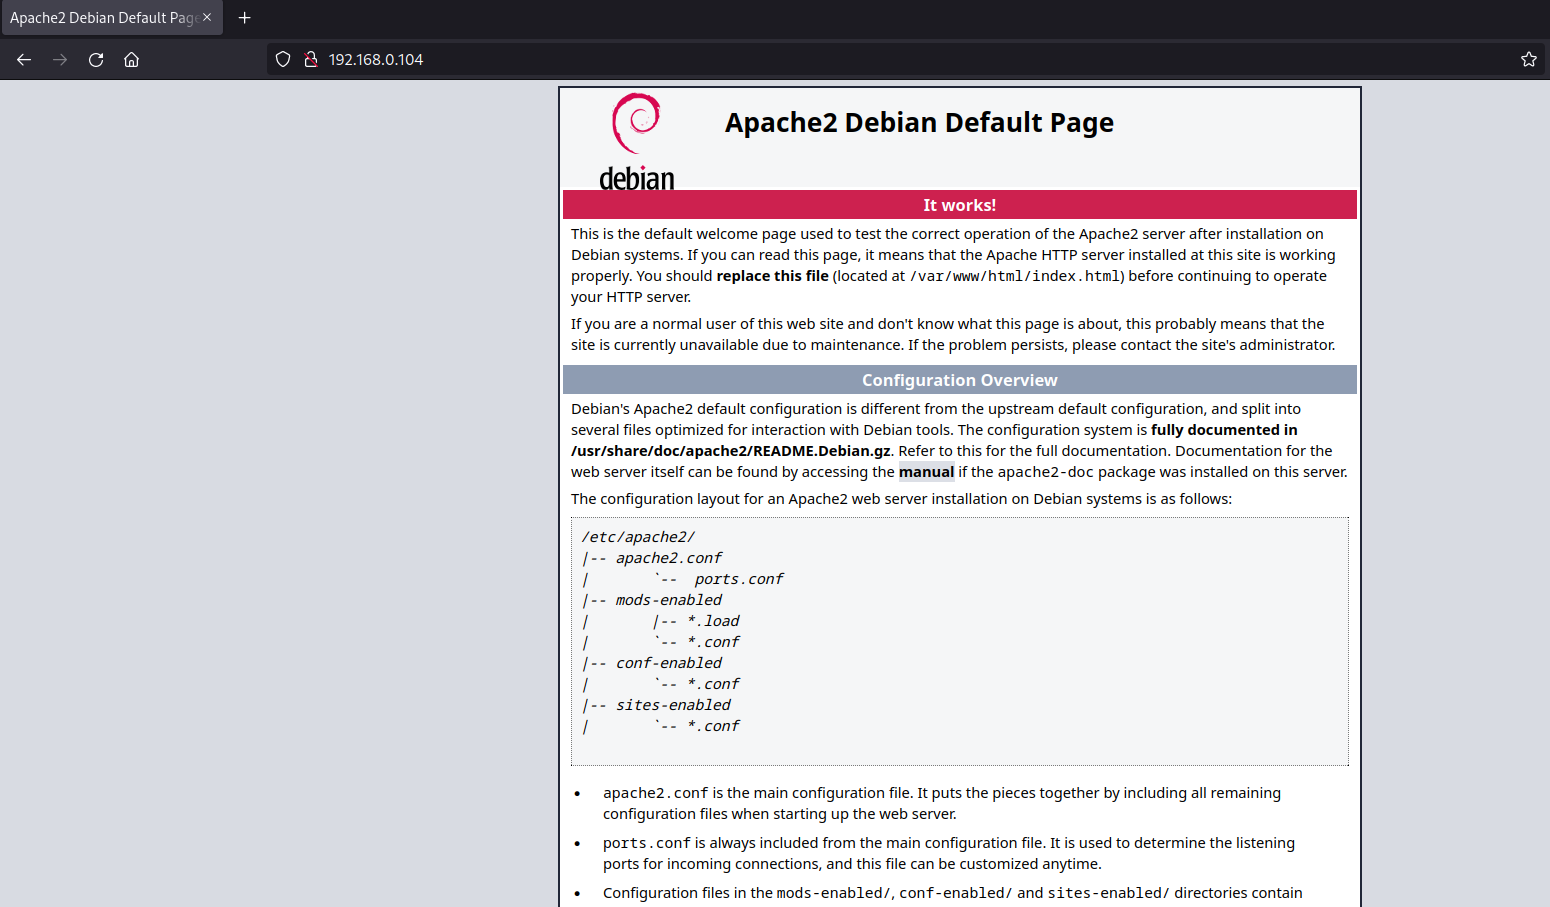 Apache2 Debian Default Pag
192.168.0.104
debian
Apache2 Debian Default Page
It works!
This is the default welcome page used to test the correct operation of the Apache2 server after installation on
Debian systems. If you can read this page, it means that the Apache HTTP server installed at this site is working
properly. You should replace this file (located at /var/www/html/index.html) before continuing to operate
your HTTP server.
If you are a normal user of this web site and don't know what this page is about, this probably means that the
site is currently unavailable due to maintenance. If the problem persists, please contact the site's administrator.
Configuration Overview
Debian's Apache2 default configuration is different from the upstream default configuration, and split into
several files optimized for interaction with Debian tools. The configuration system is fully documented in
/usr/share/doc/apache2/README.Debian.gz. Refer to this for the full documentation. Documentation for the
web server itself can be found by accessing the manual if the apache2-doc package was installed on this server.
The configuration layout for an Apache2 web server installation on Debian systems is as follows:
/etc/apache2/
|-- apache2.conf
|       `--  ports.conf
|-- mods-enabled
|       |-- *.load
|       `-- *.conf
|-- conf-enabled
|       `-- *.conf
|-- sites-enabled
|       `-- *.conf
• apache2.conf is the main configuration file. It puts the pieces together by including all remaining
configuration files when starting up the web server.
• ports.conf is always included from the main configuration file. It is used to determine the listening
ports for incoming connections, and this file can be customized anytime.
• Configuration files in the mods-enabled/, conf-enabled/ and sites-enabled/ directories contain